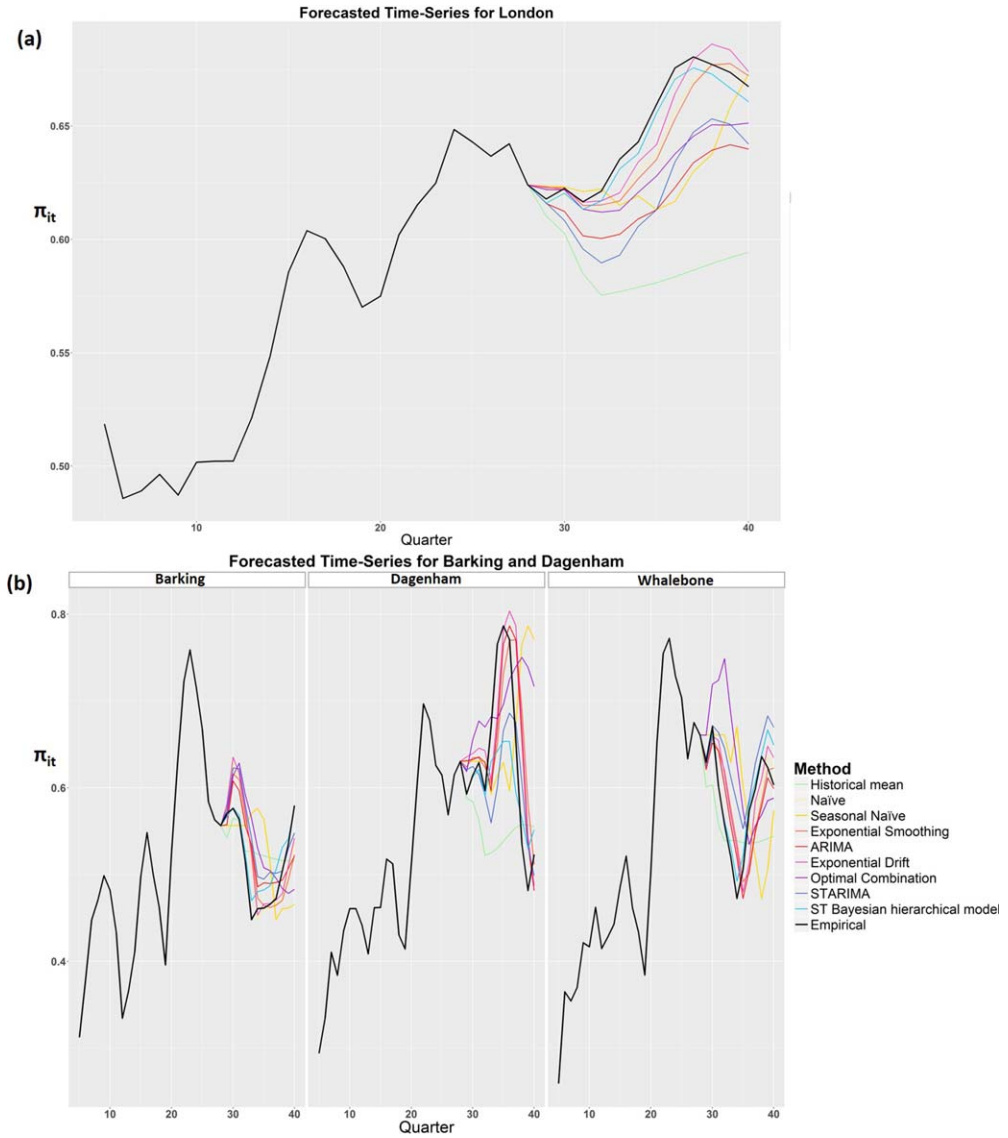 Forecasted Time-Series for London
(a)
0.65
0.60
0.55
0.50
πit
10 20 30 40
Quarter
Forecasted Time-Series for Barking and Dagenham
(b)
Barking Dagenham Whalebone
0.8
0.6
0.4
πit
10 20 30 40 10 20 30 40 10 20 30 40
Quarter
Method
Historical mean
Naïve
Seasonal Naïve
Exponential Smoothing
ARIMA
Exponential Drift
Optimal Combination
STARIMA
ST Bayesian hierarchical model
Empirical